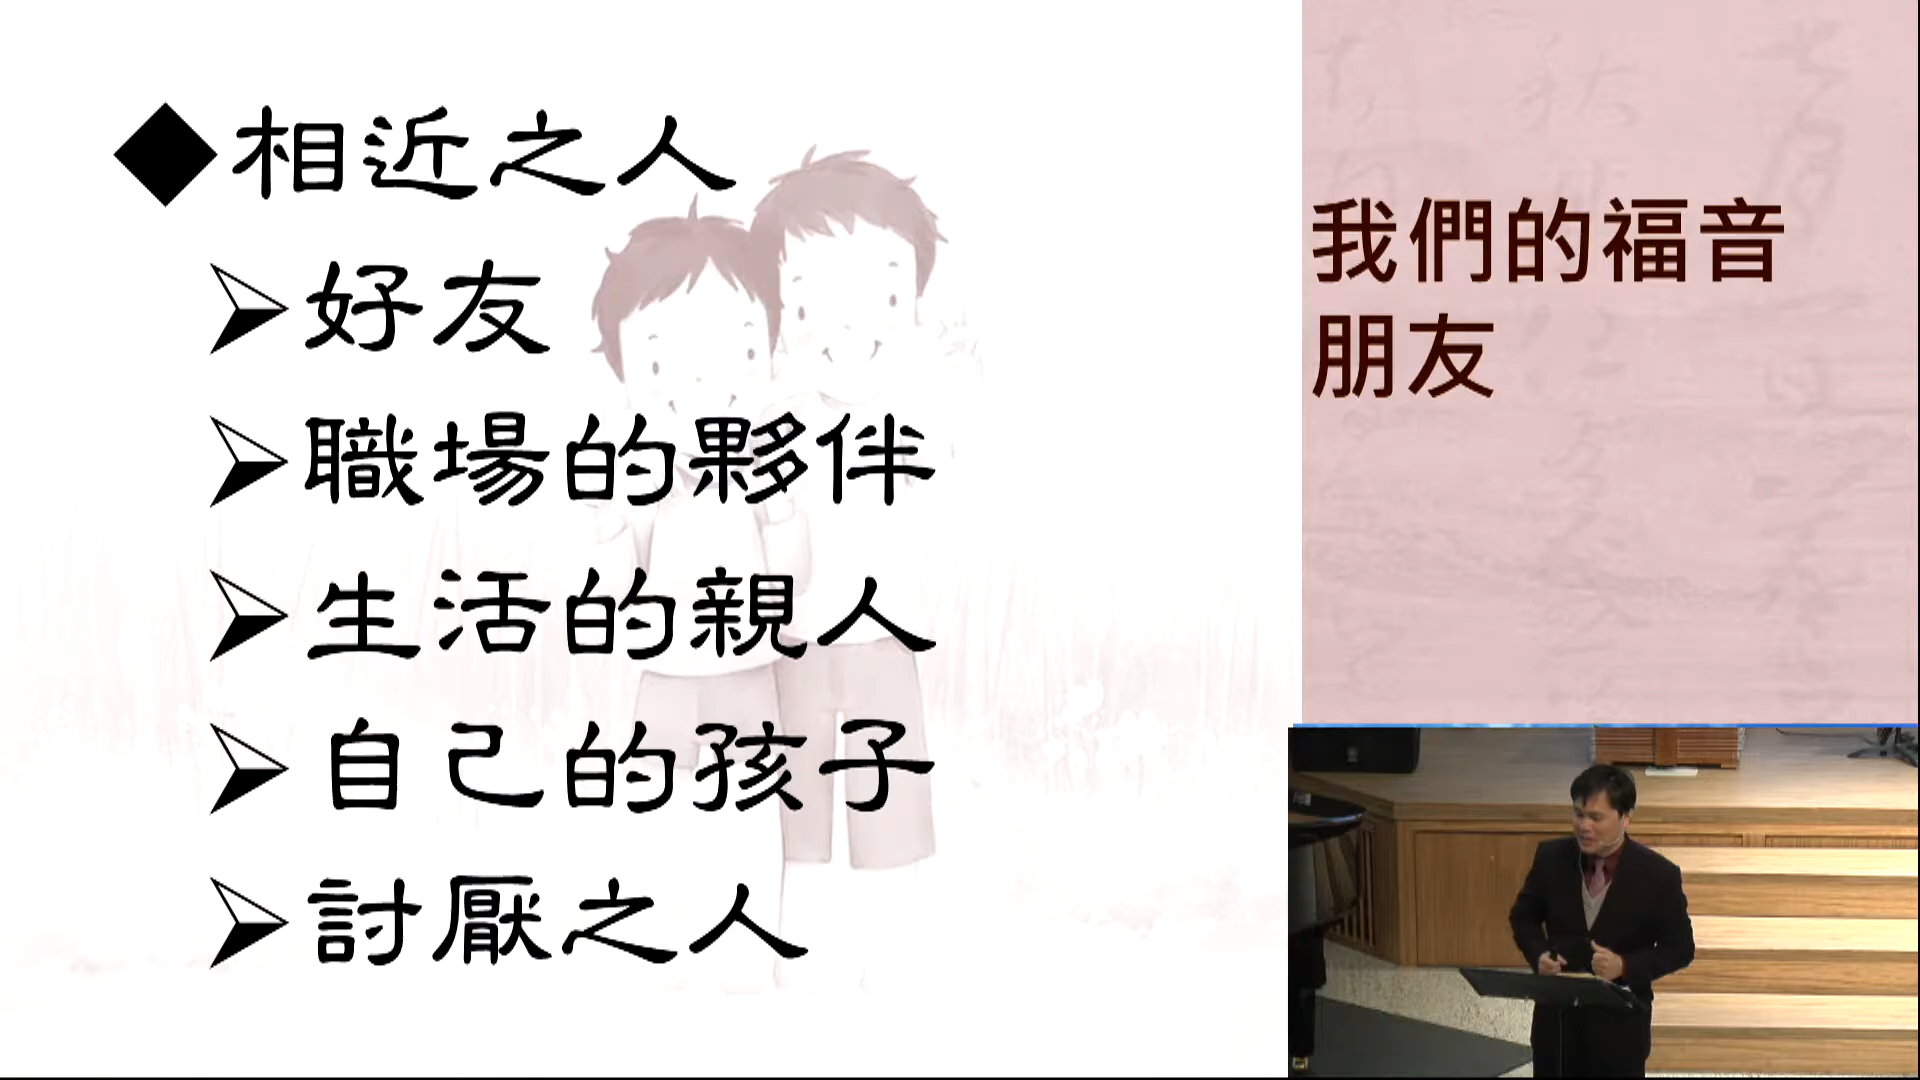 ◆相近之人
➢好友
➢職場的夥伴
➢生活的親人
➢自己的孩子
➢討厭之人
我們的福音
朋友